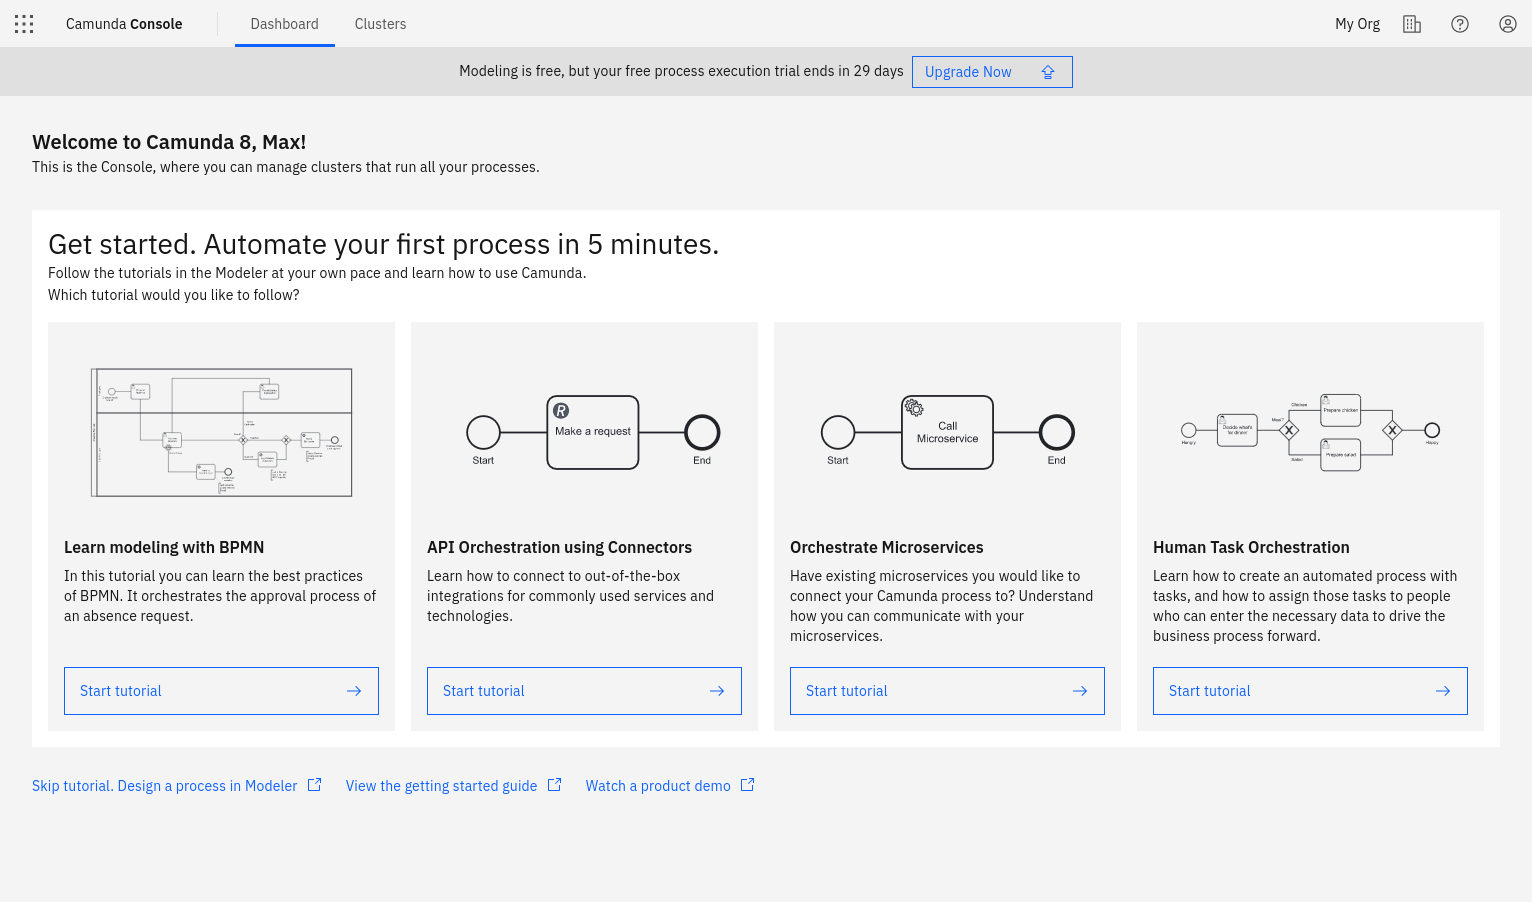 Camunda Console
Dashboard
Clusters
My Org
Modeling is free, but your free process execution trial ends in 29 days
Upgrade Now
Welcome to Camunda 8, Max!
This is the Console, where you can manage clusters that run all your processes.
Get started. Automate your first process in 5 minutes.
Follow the tutorials in the Modeler at your own pace and learn how to use Camunda.
Which tutorial would you like to follow?
Learn modeling with BPMN
In this tutorial you can learn the best practices
of BPMN. It orchestrates the approval process of
an absence request.
Start tutorial
R
Make a request
Start
End
API Orchestration using Connectors
Learn how to connect to out-of-the-box
integrations for commonly used services and
technologies.
Start tutorial
Call
Microservice
Start
End
Orchestrate Microservices
Have existing microservices you would like to
connect your Camunda process to? Understand
how you can communicate with your
microservices.
Start tutorial
Chicken
Prepare chicken
Meal?
Decide what's
for dinner
Hungry
Happy
Salad
Prepare salad
Human Task Orchestration
Learn how to create an automated process with
tasks, and how to assign those tasks to people
who can enter the necessary data to drive the
business process forward.
Start tutorial
Skip tutorial. Design a process in Modeler
View the getting started guide
Watch a product demo